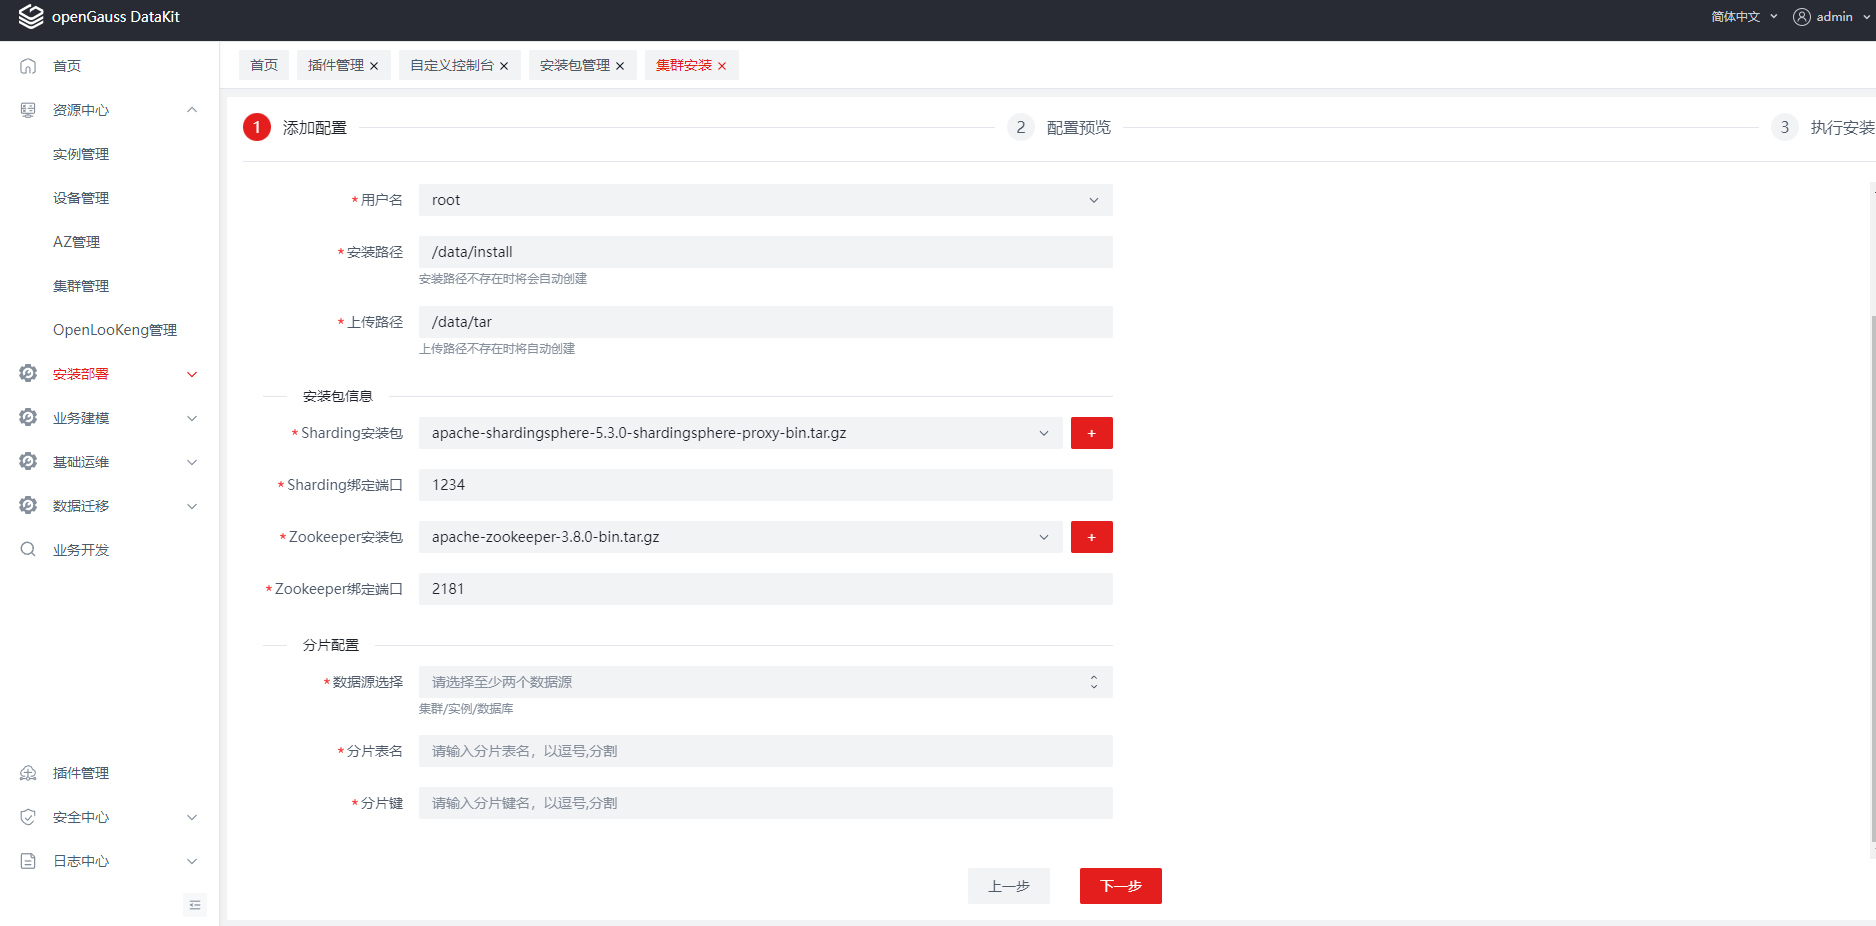 openGauss DataKit
简体中文
admin
首页
资源中心
实例管理
设备管理
AZ管理
集群管理
OpenLooKeng管理
安装部署
业务建模
基础运维
数据迁移
业务开发
插件管理
安全中心
日志中心
首页
插件管理 ×
自定义控制台 ×
安装包管理 ×
集群安装 ×
1 添加配置
2 配置预览
3 执行安装
*用户名 root
*安装路径 /data/install
安装路径不存在时将会自动创建
*上传路径 /data/tar
上传路径不存在时将自动创建
安装包信息
*Sharding安装包 apache-shardingsphere-5.3.0-shardingsphere-proxy-bin.tar.gz +
*Sharding绑定端口 1234
*Zookeeper安装包 apache-zookeeper-3.8.0-bin.tar.gz +
*Zookeeper绑定端口 2181
分片配置
*数据源选择 请选择至少两个数据源
集群/实例/数据库
*分片表名 请输入分片表名，以逗号,分割
*分片键 请输入分片键名，以逗号,分割
上一步
下一步